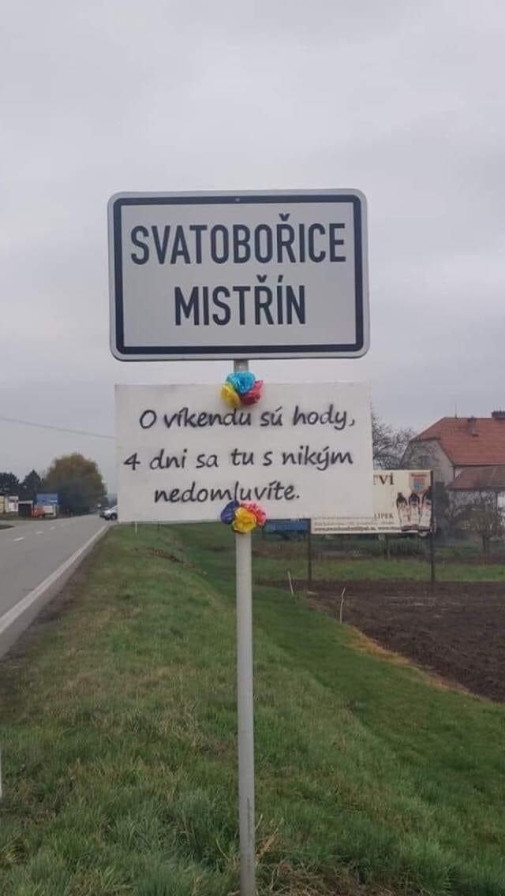 SVATOBOŘICE
MISTŘÍN
O víkendu sú hody,
4 dni sa tu s nikým
nedomluvíte.